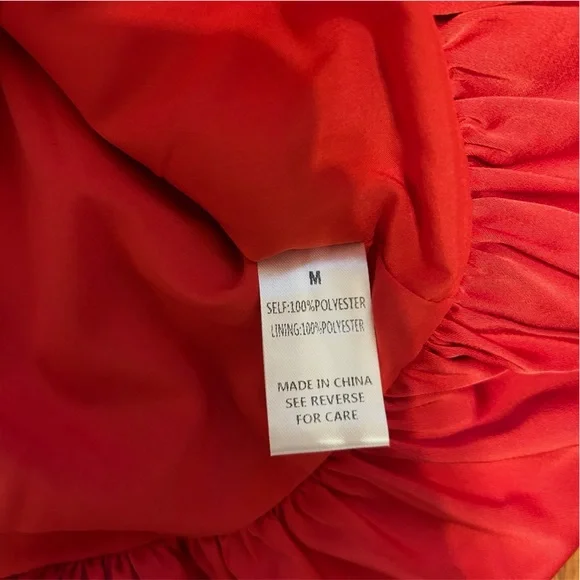 M
SELF:100%POLYESTER
LINING:100%POLYESTER
MADE IN CHINA
SEE REVERSE
FOR CARE